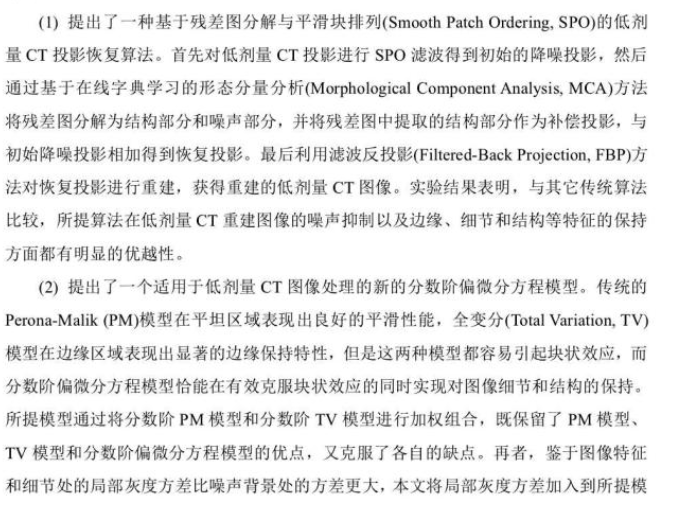 (1) 提出了一种基于残差图分解与平滑块排列(Smooth Patch Ordering, SPO)的低剂
量 CT 投影恢复算法。首先对低剂量 CT 投影进行 SPO 滤波得到初始的降噪投影，然后
通过基于在线字典学习的形态分量分析(Morphological Component Analysis, MCA)方法
将残差图分解为结构部分和噪声部分，并将残差图中提取的结构部分作为补偿投影，与
初始降噪投影相加得到恢复投影。最后利用滤波反投影(Filtered-Back Projection, FBP)方
法对恢复投影进行重建，获得重建的低剂量 CT 图像。实验结果表明，与其它传统算法
比较，所提算法在低剂量 CT 重建图像的噪声抑制以及边缘、细节和结构等特征的保持
方面都有明显的优越性。
(2) 提出了一个适用于低剂量 CT 图像处理的新的分数阶偏微分方程模型。传统的
Perona-Malik (PM)模型在平坦区域表现出良好的平滑性能，全变分(Total Variation, TV)
模型在边缘区域表现出显著的边缘保持特性，但是这两种模型都容易引起块状效应，而
分数阶偏微分方程模型恰能在有效克服块状效应的同时实现对图像细节和结构的保持。
所提模型通过将分数阶 PM 模型和分数阶 TV 模型进行加权组合，既保留了 PM 模型、
TV 模型和分数阶偏微分方程模型的优点，又克服了各自的缺点。再者，鉴于图像特征
和细节处的局部灰度方差比噪声背景处的方差更大，本文将局部灰度方差加入到所提模